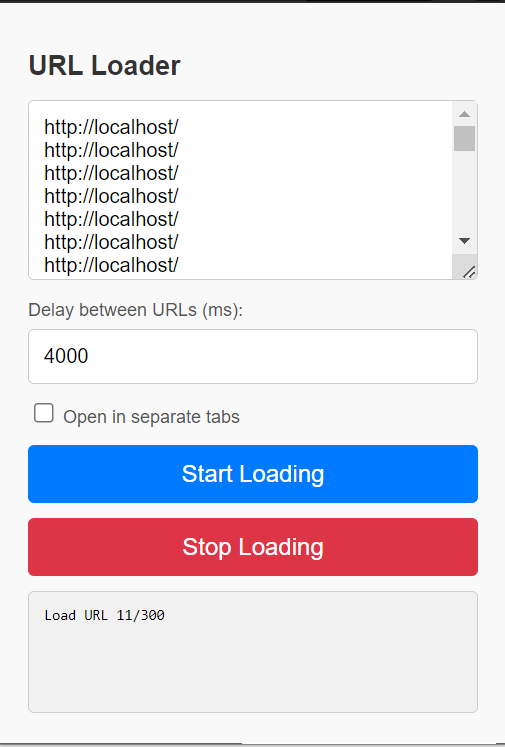 URL Loader
http://localhost/
http://localhost/
http://localhost/
http://localhost/
http://localhost/
http://localhost/
http://localhost/
Delay between URLs (ms):
4000
Open in separate tabs
Start Loading
Stop Loading
Load URL 11/300